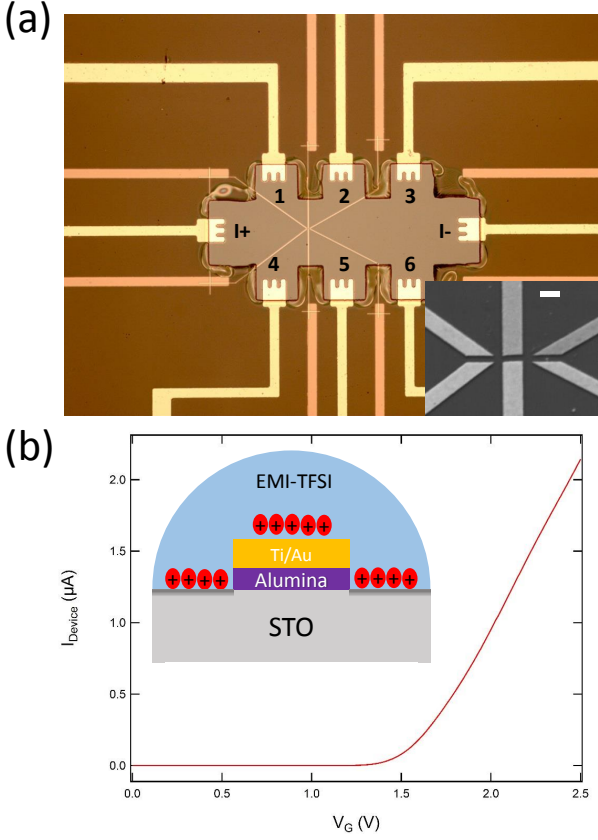 (a)
1 2 3
I+ I-
4 5 6
(b)
2.0
1.5
1.0
0.5
0.0
I_Device (μA)
EMI-TFSI
+ + + + +
Ti/Au
+ + + + Alumina + + + +
STO
0.0 0.5 1.0 1.5 2.0 2.5
V_G (V)